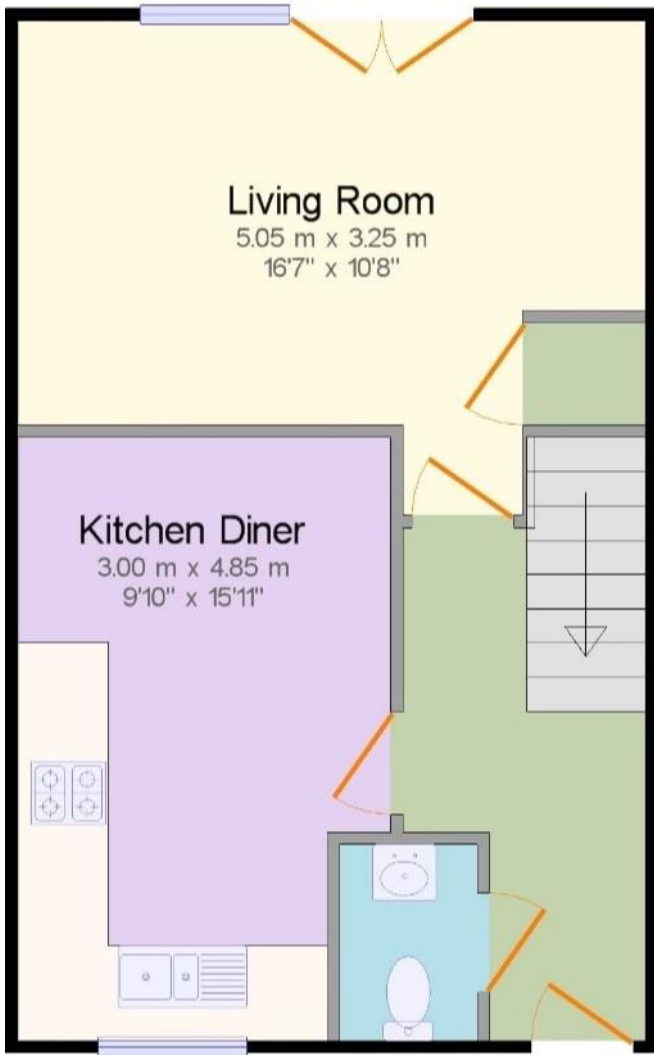 Living Room
5.05 m x 3.25 m
16'7" x 10'8"
Kitchen Diner
3.00 m x 4.85 m
9'10" x 15'11"